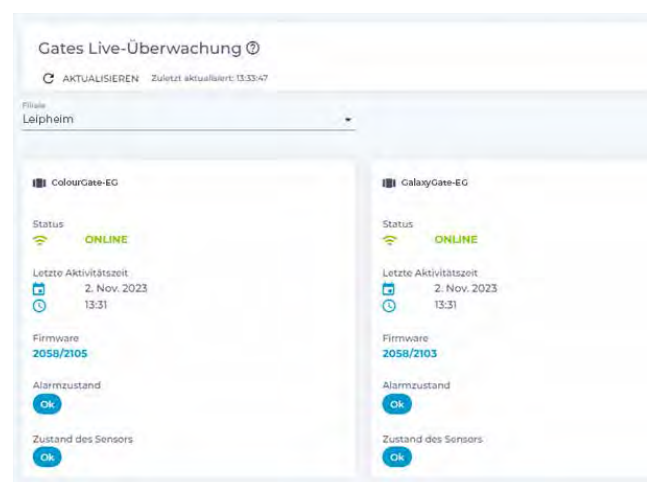 Gates Live-Überwachung
AKTUALISIEREN Zuletzt aktualisiert: 13:33:47
Filiale
Leipheim
ColourGate-EG
Status
ONLINE
Letzte Aktivitätszeit
2. Nov. 2023
13:31
Firmware
2058/2105
Alarmzustand
Ok
Zustand des Sensors
Ok
GalaxyGate-EG
Status
ONLINE
Letzte Aktivitätszeit
2. Nov. 2023
13:31
Firmware
2058/2103
Alarmzustand
Ok
Zustand des Sensors
Ok